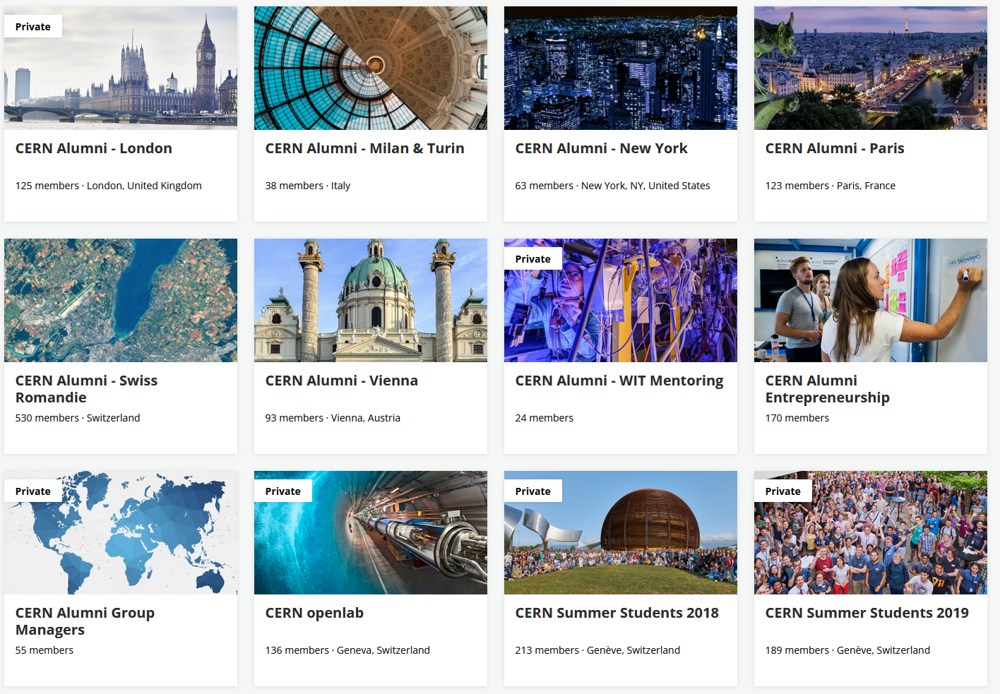 Private
CERN Alumni - London
125 members · London, United Kingdom
CERN Alumni - Milan & Turin
38 members · Italy
CERN Alumni - New York
63 members · New York, NY, United States
CERN Alumni - Paris
123 members · Paris, France
CERN Alumni - Swiss
Romandie
530 members · Switzerland
CERN Alumni - Vienna
93 members · Vienna, Austria
Private
CERN Alumni - WIT Mentoring
24 members
CERN Alumni
Entrepreneurship
170 members
Private
CERN Alumni Group
Managers
55 members
Private
CERN openlab
136 members · Geneva, Switzerland
Private
CERN Summer Students 2018
213 members · Genève, Switzerland
Private
CERN Summer Students 2019
189 members · Genève, Switzerland